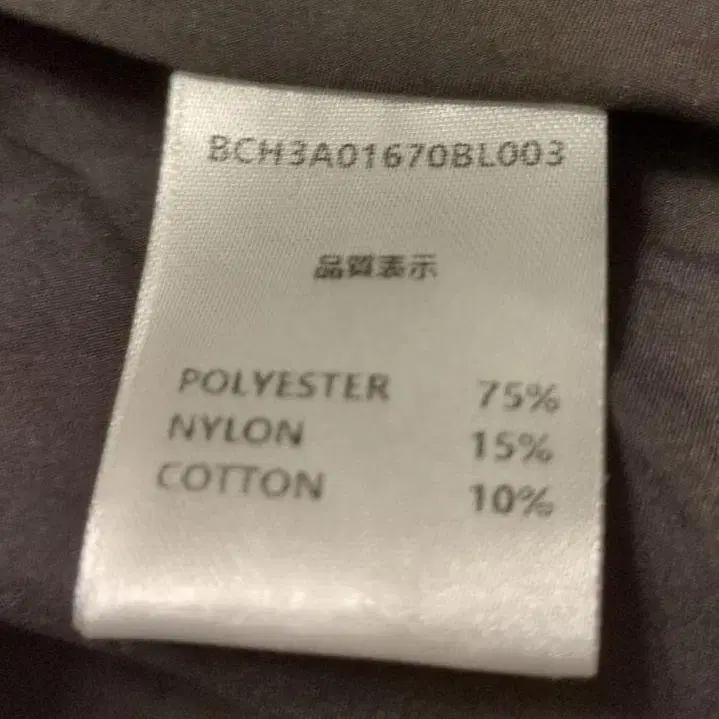 BCH3A01670BL003
品質表示
POLYESTER 75%
NYLON 15%
COTTON 10%